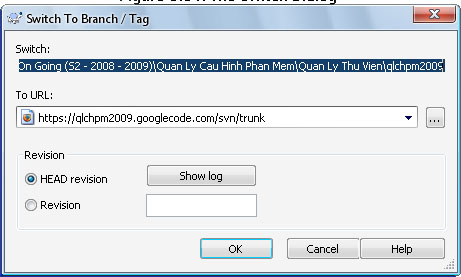 Switch To Branch / Tag
Switch:
On Going (S2 - 2008 - 2009)\Quan Ly Cau Hinh Phan Mem\Quan Ly Thu Vien\qlchpm2009
To URL:
https://qlchpm2009.googlecode.com/svn/trunk
...
Revision
HEAD revision
Show log
Revision
OK
Cancel
Help